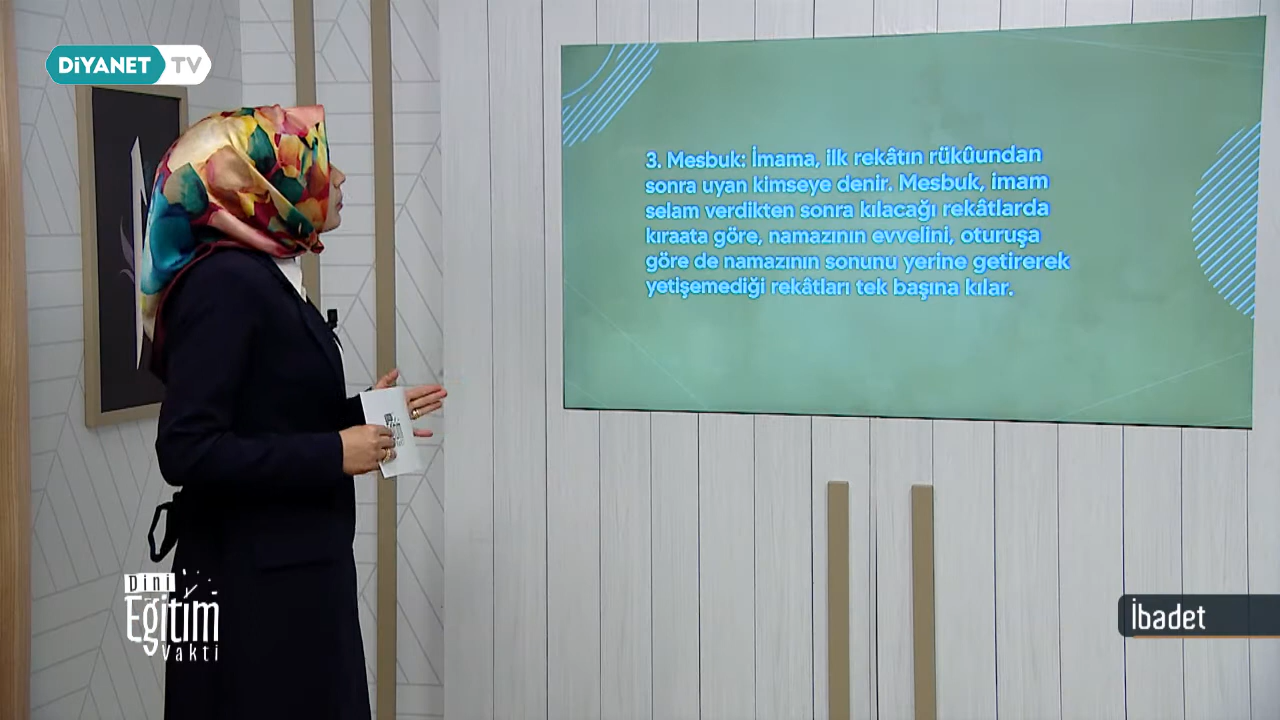 DİYANET TV
3. Mesbuk: İmama, ilk rekâtın rükûundan
sonra uyan kimseye denir. Mesbuk, imam
selam verdikten sonra kılacağı rekâtlarda
kıraata göre, namazının evvelini, oturuşa
göre de namazının sonunu yerine getirerek
yetişemediği rekâtları tek başına kılar.
Dini
Eğitim
Vakti
İbadet